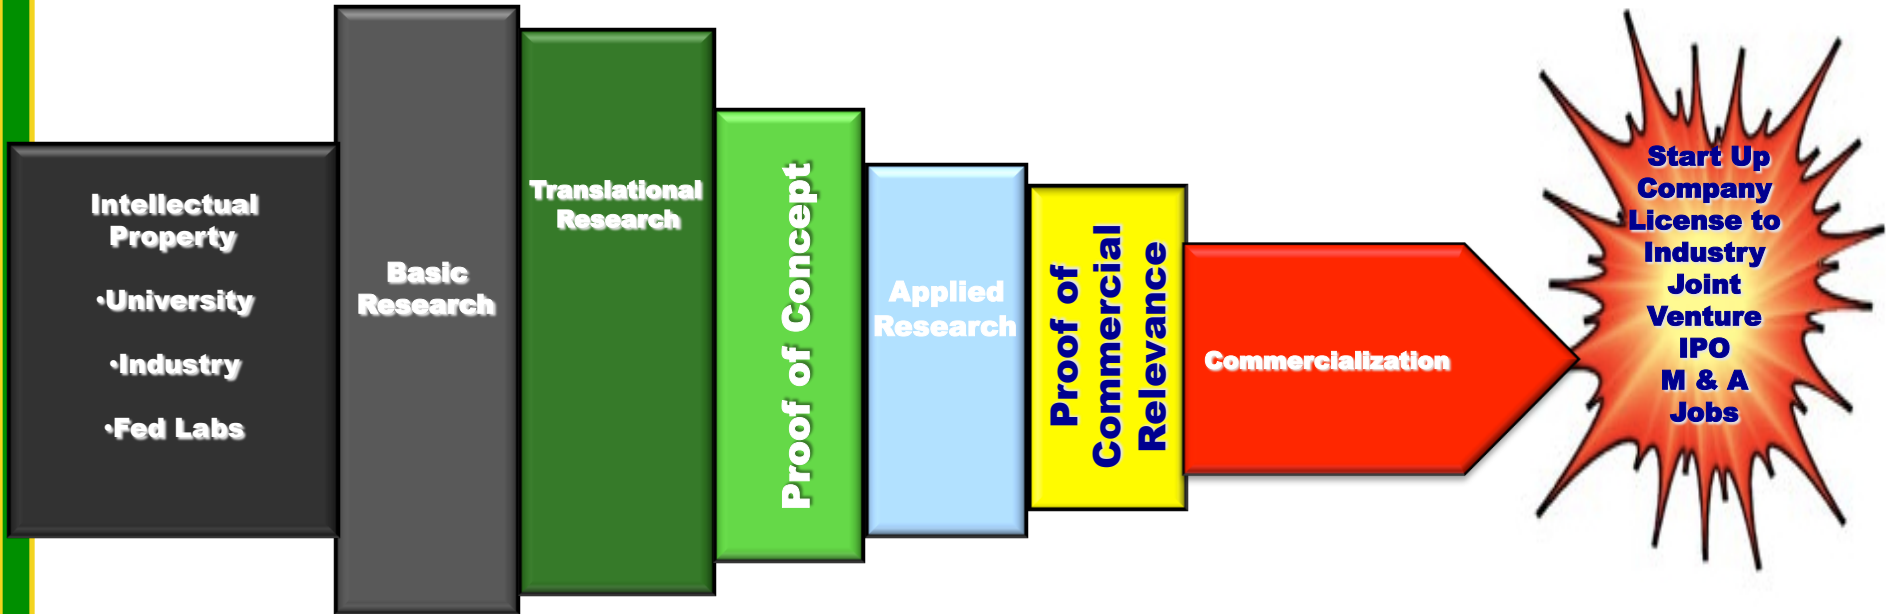 Intellectual
Property
•University
•Industry
•Fed Labs
Basic
Research
Translational
Research
Proof of Concept
Applied
Research
Proof of
Commercial
Relevance
Commercialization
Start Up
Company
License to
Industry
Joint
Venture
IPO
M & A
Jobs